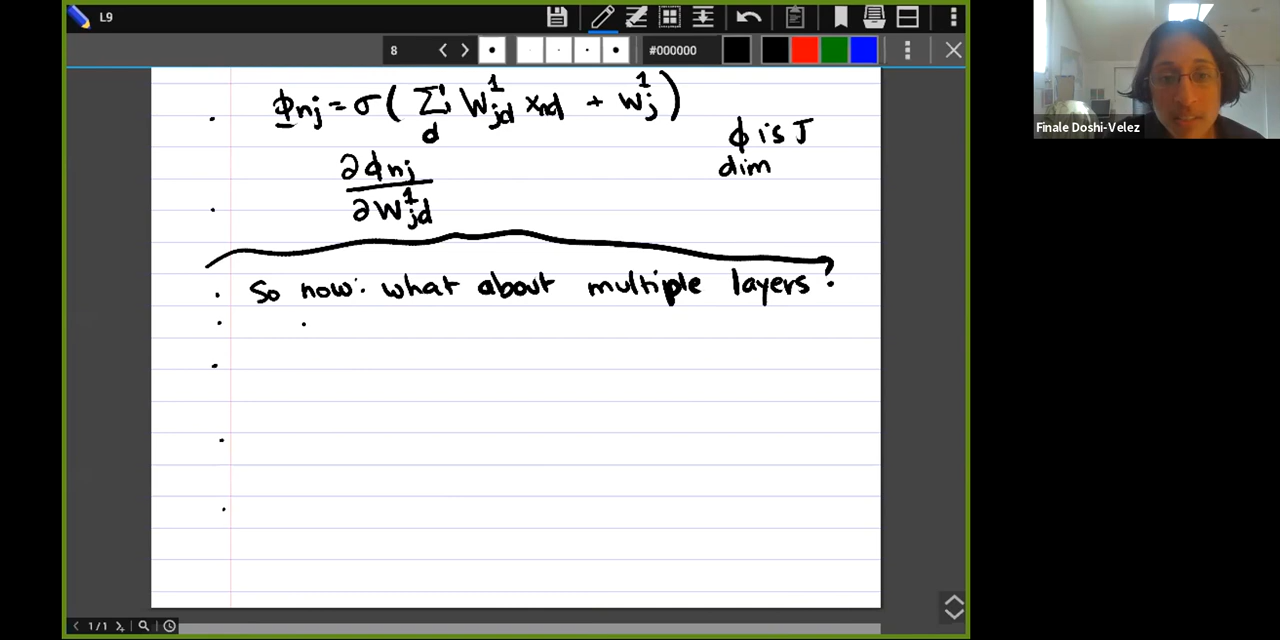 L9
8
#000000
Finale Doshi-Velez
ϕnj = σ( Σ W¹jd xnd + W¹j )
d
ϕ is J
dim
∂ϕnj
∂W¹jd
So now: what about multiple layers?
1/1